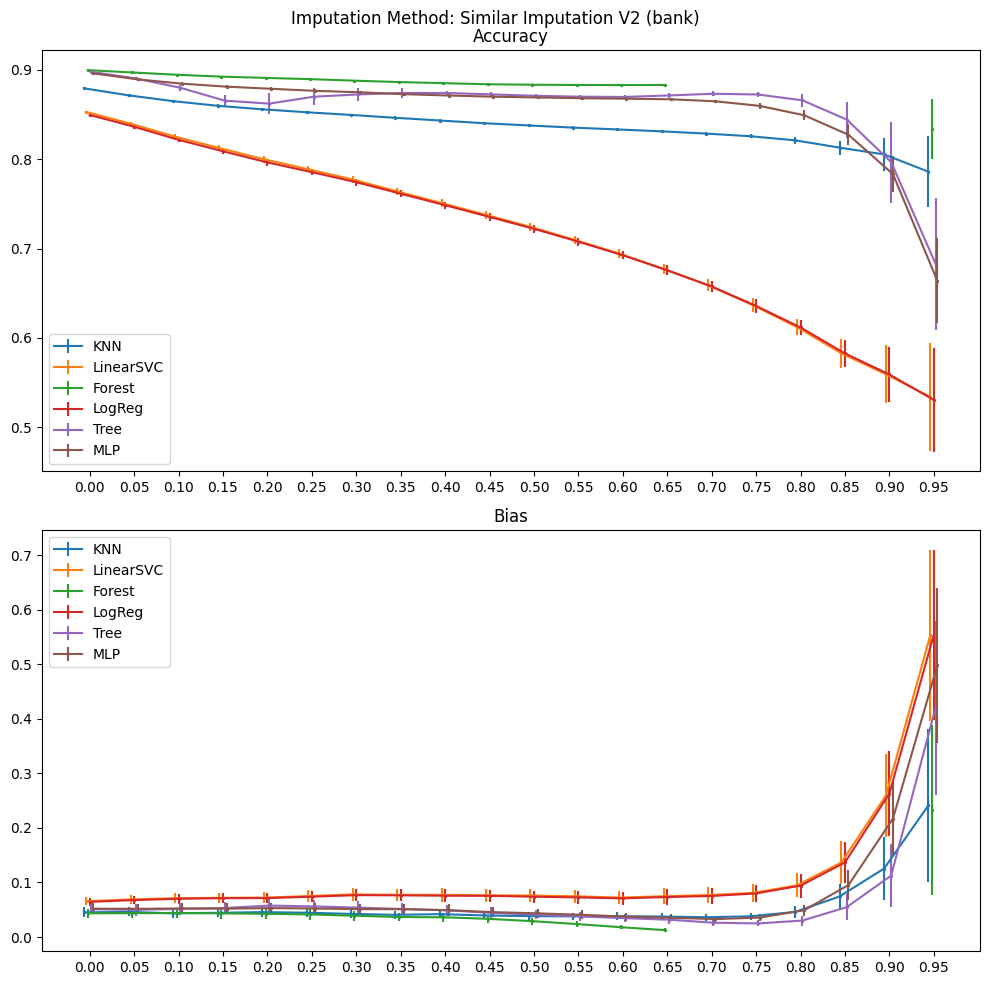 Imputation Method: Similar Imputation V2 (bank)
Accuracy
0.9
0.8
0.7
0.6
0.5
KNN
LinearSVC
Forest
LogReg
Tree
MLP
0.00 0.05 0.10 0.15 0.20 0.25 0.30 0.35 0.40 0.45 0.50 0.55 0.60 0.65 0.70 0.75 0.80 0.85 0.90 0.95
Bias
0.7
0.6
0.5
0.4
0.3
0.2
0.1
0.0
KNN
LinearSVC
Forest
LogReg
Tree
MLP
0.00 0.05 0.10 0.15 0.20 0.25 0.30 0.35 0.40 0.45 0.50 0.55 0.60 0.65 0.70 0.75 0.80 0.85 0.90 0.95